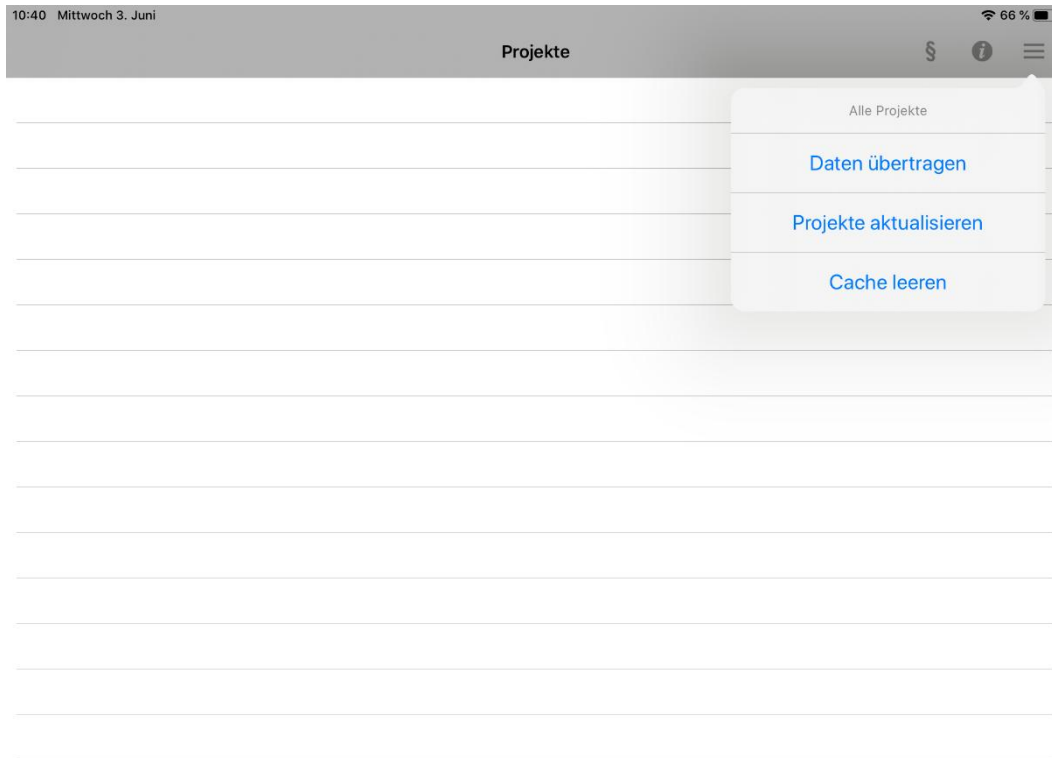 10:40 Mittwoch 3. Juni 66 %
Projekte §
Alle Projekte
Daten übertragen
Projekte aktualisieren
Cache leeren